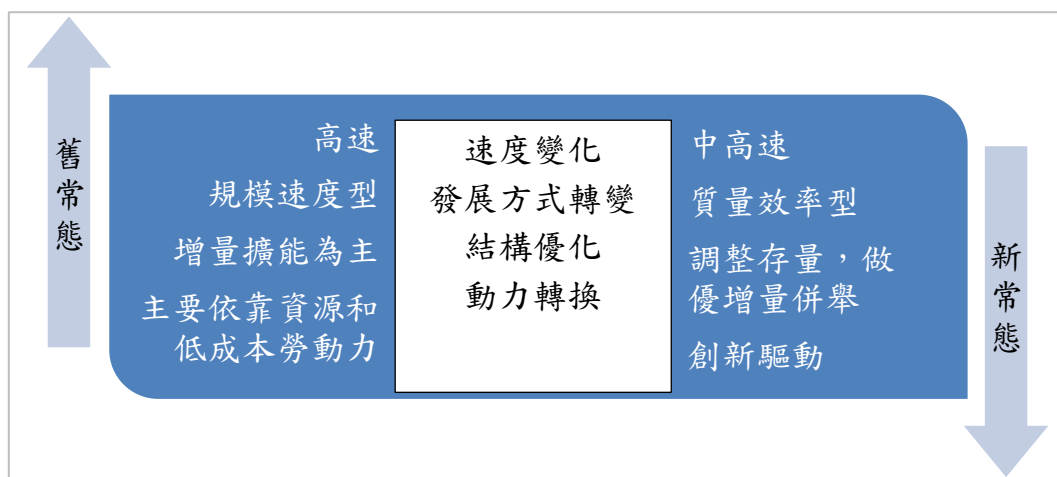 舊常態
高速
規模速度型
增量擴能為主
主要依靠資源和
低成本勞動力
速度變化
發展方式轉變
結構優化
動力轉換
中高速
質量效率型
調整存量，做
優增量併舉
創新驅動
新常態